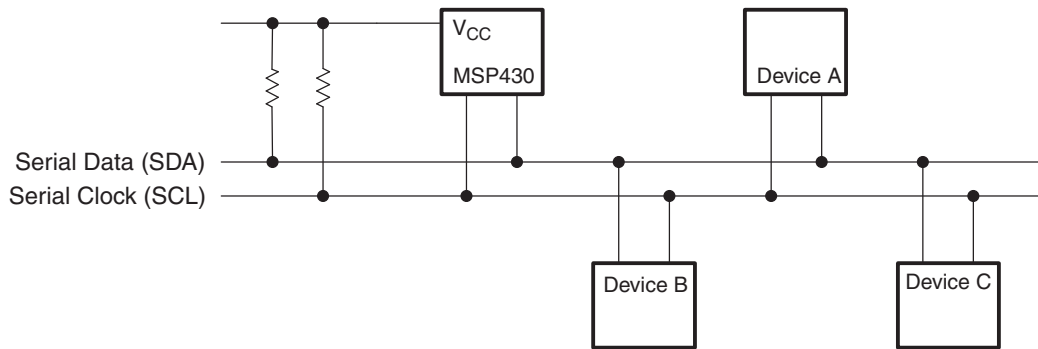 VCC
MSP430
Device A
Serial Data (SDA)
Serial Clock (SCL)
Device B
Device C